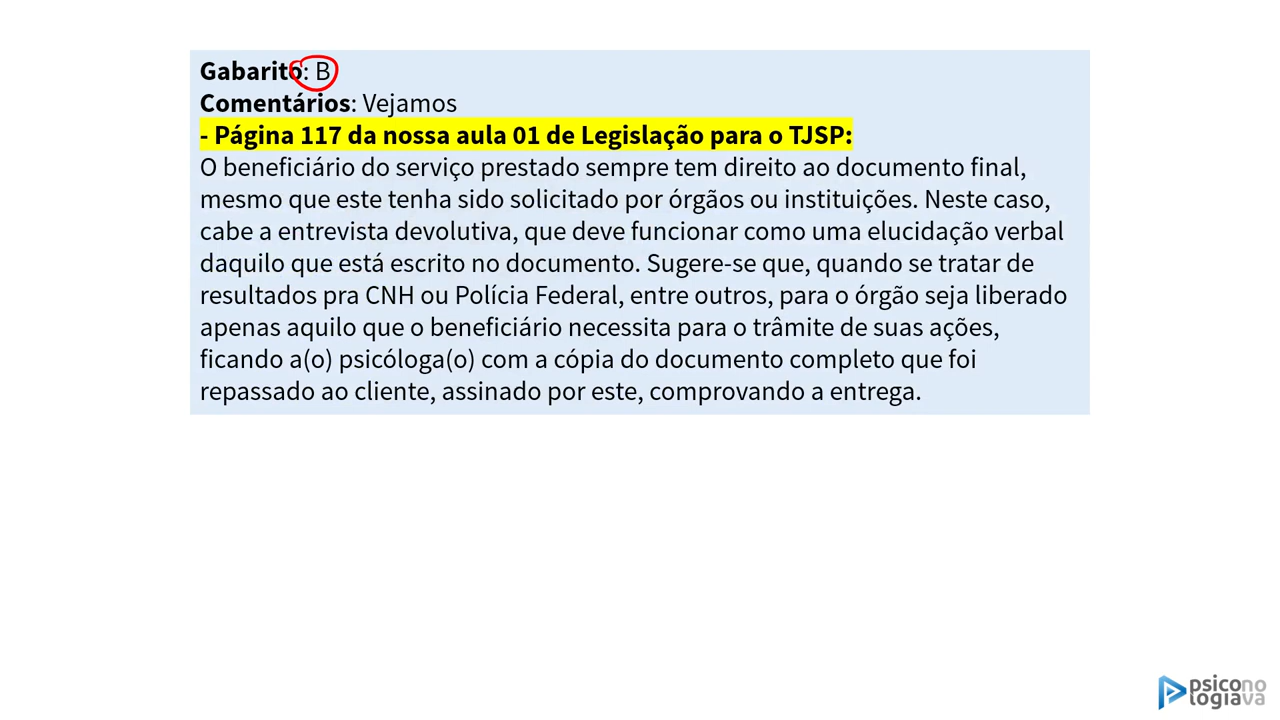 Gabarito: B
Comentários: Vejamos
- Página 117 da nossa aula 01 de Legislação para o TJSP:
O beneficiário do serviço prestado sempre tem direito ao documento final,
mesmo que este tenha sido solicitado por órgãos ou instituições. Neste caso,
cabe a entrevista devolutiva, que deve funcionar como uma elucidação verbal
daquilo que está escrito no documento. Sugere-se que, quando se tratar de
resultados pra CNH ou Polícia Federal, entre outros, para o órgão seja liberado
apenas aquilo que o beneficiário necessita para o trâmite de suas ações,
ficando a(o) psicóloga(o) com a cópia do documento completo que foi
repassado ao cliente, assinado por este, comprovando a entrega.
psicono
logiava